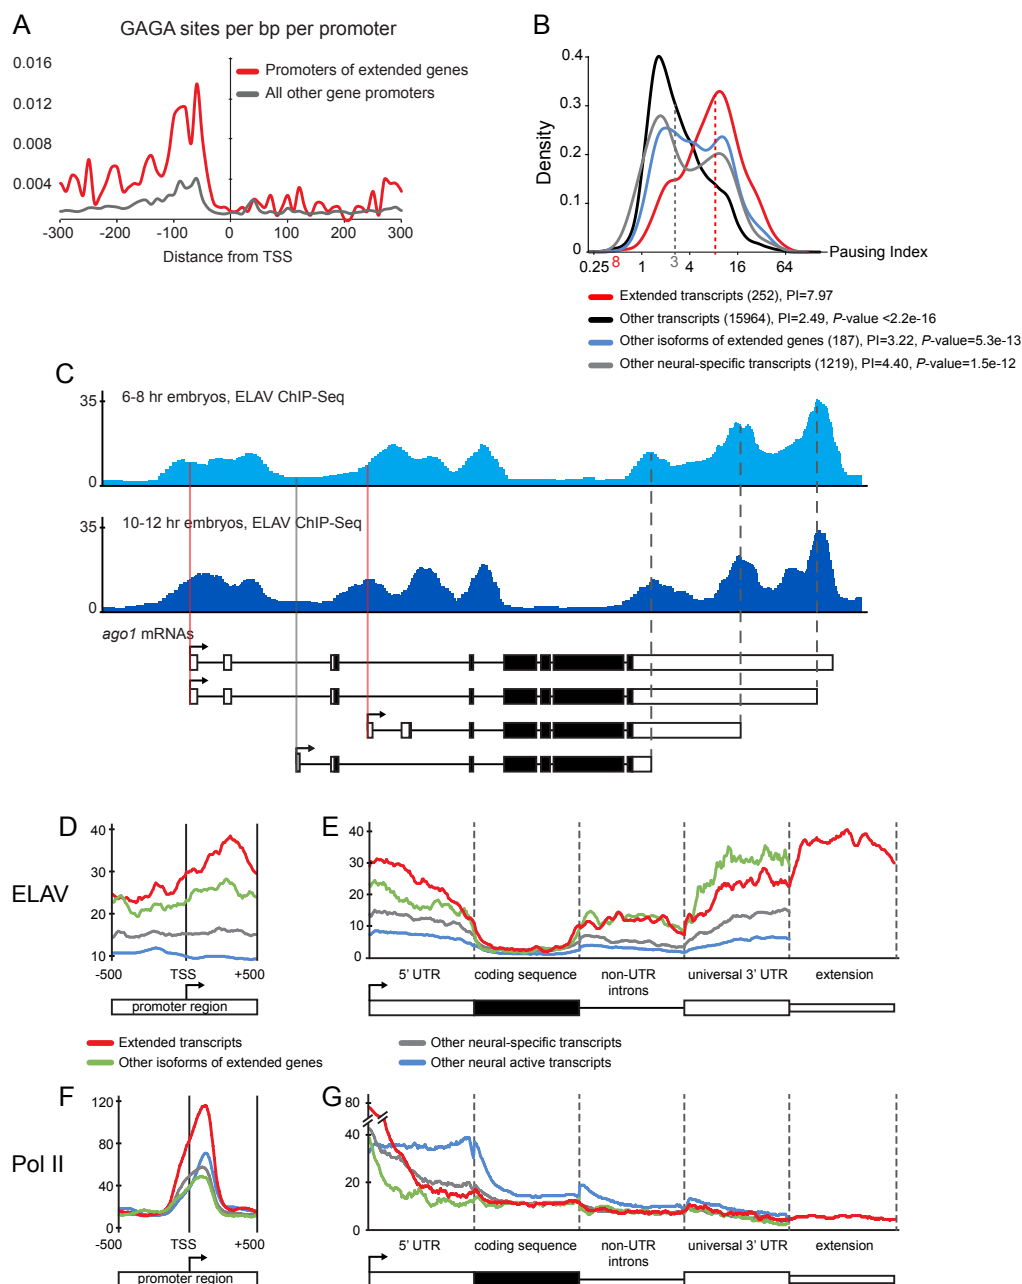 A
GAGA sites per bp per promoter
0.016
0.012
0.008
0.004
Promoters of extended genes
All other gene promoters
-300
-200
-100
0
100
200
300
Distance from TSS
B
0.4
0.3
0.2
0.1
0
Density
0.25
8
1
3
4
16
64
Pausing Index
Extended transcripts (252), PI=7.97
Other transcripts (15964), PI=2.49, P-value <2.2e-16
Other isoforms of extended genes (187), PI=3.22, P-value=5.3e-13
Other neural-specific transcripts (1219), PI=4.40, P-value=1.5e-12
C
35
6-8 hr embryos, ELAV ChIP-Seq
0
35
10-12 hr embryos, ELAV ChIP-Seq
0
ago1 mRNAs
D
ELAV
40
30
20
10
-500
TSS
+500
promoter region
E
40
30
20
10
0
5' UTR
coding sequence
non-UTR
introns
universal 3' UTR
extension
Extended transcripts
Other isoforms of extended genes
Other neural-specific transcripts
Other neural active transcripts
F
Pol II
120
80
40
0
-500
TSS
+500
promoter region
G
80
40
20
0
5' UTR
coding sequence
non-UTR
introns
universal 3' UTR
extension